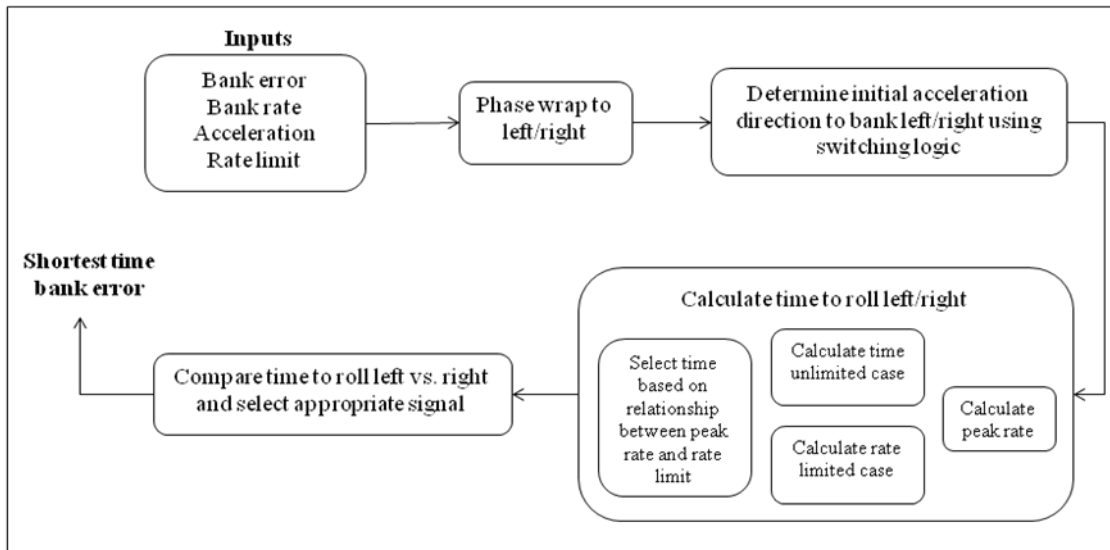 Inputs
Bank error
Bank rate
Acceleration
Rate limit
Phase wrap to
left/right
Determine initial acceleration
direction to bank left/right using
switching logic
Calculate time to roll left/right
Calculate peak rate
Calculate time
unlimited case
Calculate rate
limited case
Select time
based on
relationship
between peak
rate and rate
limit
Compare time to roll left vs. right
and select appropriate signal
Shortest time
bank error